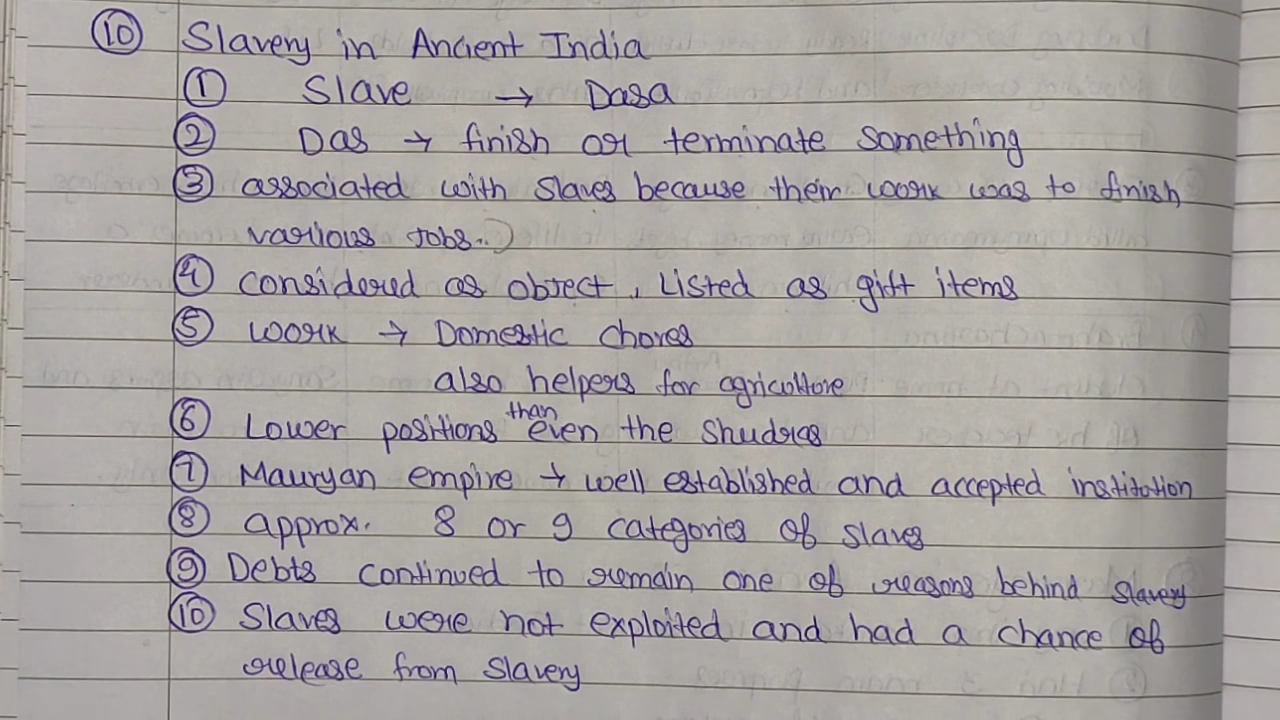 10 Slavery in Ancient India
1 Slave → Dasa
2 Das → finish or terminate something
3 associated with slaves because their work was to finish
various jobs..)
4 considered as object, Listed as gift items
5 work → Domestic chores
also helpers for agriculture
6 Lower positions than even the Shudras
7 Mauryan empire → well established and accepted institution
8 approx. 8 or 9 categories of slaves
9 Debts continued to remain one of reasons behind slavery
10 Slaves were not exploited and had a chance of
release from slavery